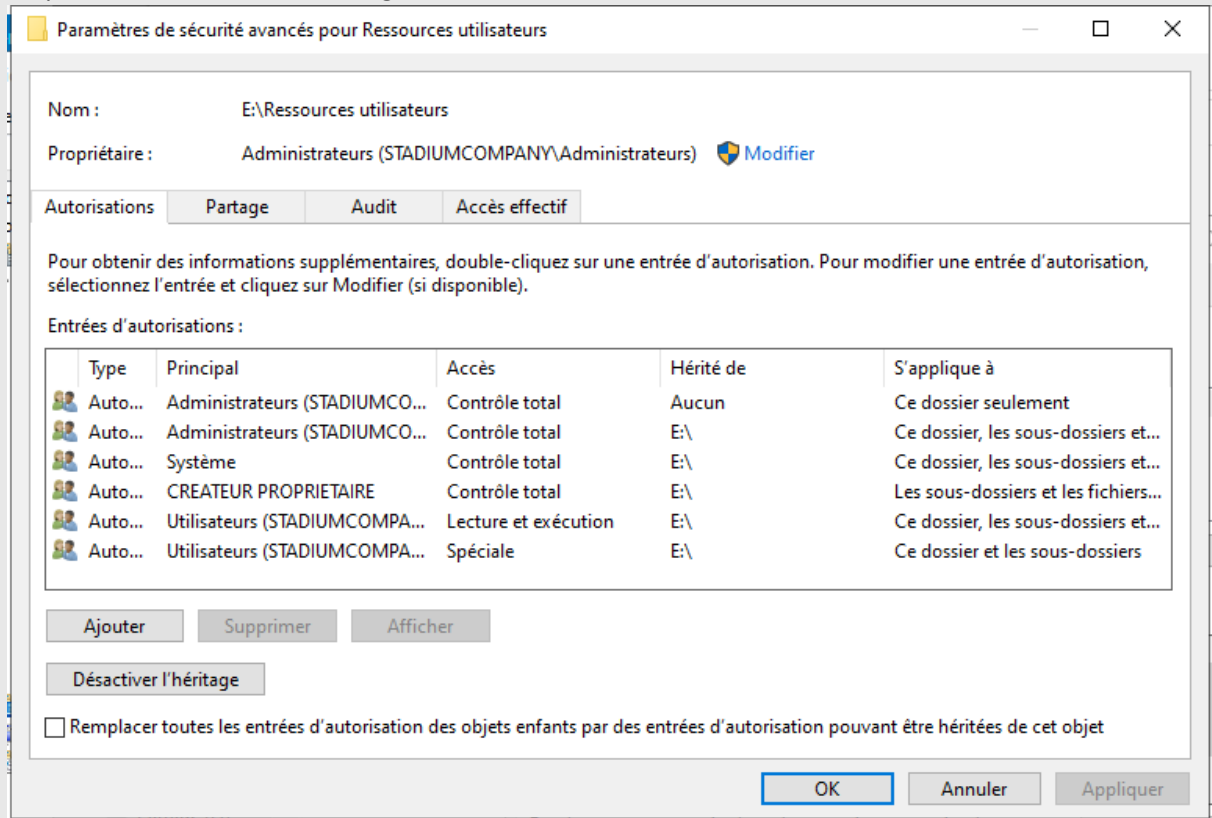 Paramètres de sécurité avancés pour Ressources utilisateurs
Nom : E:\Ressources utilisateurs
Propriétaire : Administrateurs (STADIUMCOMPANY\Administrateurs) Modifier
Autorisations Partage Audit Accès effectif
Pour obtenir des informations supplémentaires, double-cliquez sur une entrée d'autorisation. Pour modifier une entrée d'autorisation,
sélectionnez l'entrée et cliquez sur Modifier (si disponible).
Entrées d'autorisations :
Type Principal Accès Hérité de S'applique à
Auto... Administrateurs (STADIUMCO... Contrôle total Aucun Ce dossier seulement
Auto... Administrateurs (STADIUMCO... Contrôle total E:\ Ce dossier, les sous-dossiers et...
Auto... Système Contrôle total E:\ Ce dossier, les sous-dossiers et...
Auto... CREATEUR PROPRIETAIRE Contrôle total E:\ Les sous-dossiers et les fichiers...
Auto... Utilisateurs (STADIUMCOMPA... Lecture et exécution E:\ Ce dossier, les sous-dossiers et...
Auto... Utilisateurs (STADIUMCOMPA... Spéciale E:\ Ce dossier et les sous-dossiers
Ajouter Supprimer Afficher
Désactiver l'héritage
Remplacer toutes les entrées d'autorisation des objets enfants par des entrées d'autorisation pouvant être héritées de cet objet
OK Annuler Appliquer